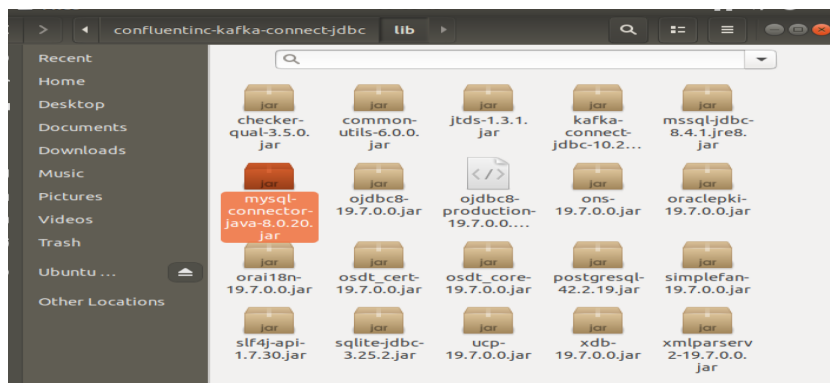 confluentinc-kafka-connect-jdbc lib
Recent
Home
Desktop
Documents
Downloads
Music
Pictures
Videos
Trash
Ubuntu ...
Other Locations
jar jar jar jar jar
checker-qual-3.5.0.jar
common-utils-6.0.0.jar
jtds-1.3.1.jar
kafka-connect-jdbc-10.2...
mssql-jdbc-8.4.1.jre8.jar
jar </> jar jar jar
mysql-connector-java-8.0.20.jar
ojdbc8-19.7.0.0.jar
ojdbc8-production-19.7.0.0....
ons-19.7.0.0.jar
oraclepki-19.7.0.0.jar
jar jar jar jar jar
orai18n-19.7.0.0.jar
osdt_cert-19.7.0.0.jar
osdt_core-19.7.0.0.jar
postgresql-42.2.19.jar
simplefan-19.7.0.0.jar
jar jar jar jar jar
slf4j-api-1.7.30.jar
sqlite-jdbc-3.25.2.jar
ucp-19.7.0.0.jar
xdb-19.7.0.0.jar
xmlparserv2-19.7.0.0.jar